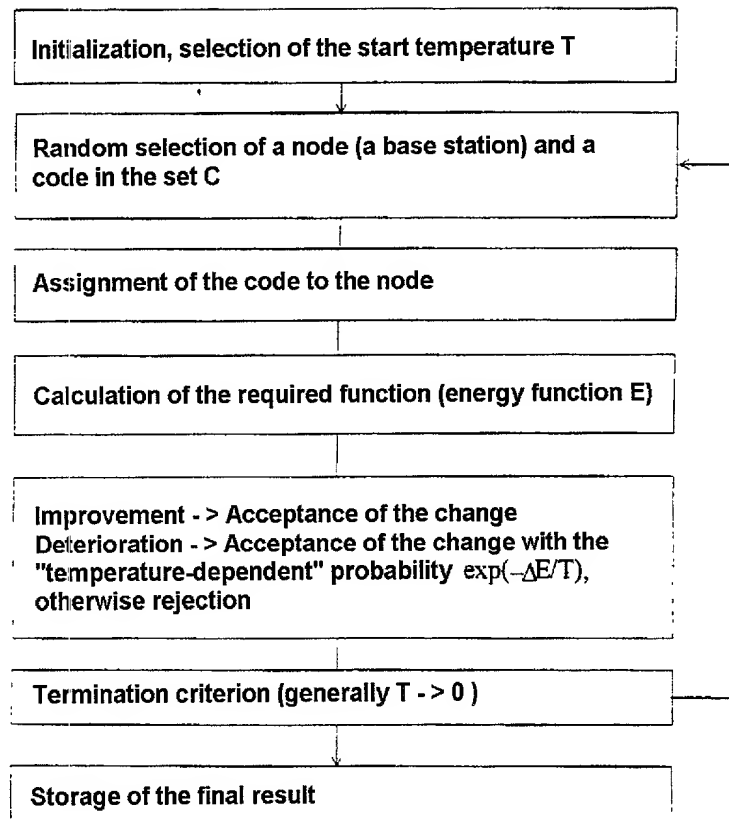 Initialization, selection of the start temperature T
Random selection of a node (a base station) and a
code in the set C
Assignment of the code to the node
Calculation of the required function (energy function E)
Improvement - > Acceptance of the change
Deterioration - > Acceptance of the change with the
"temperature-dependent" probability exp(–ΔE/T),
otherwise rejection
Termination criterion (generally T - > 0 )
Storage of the final result